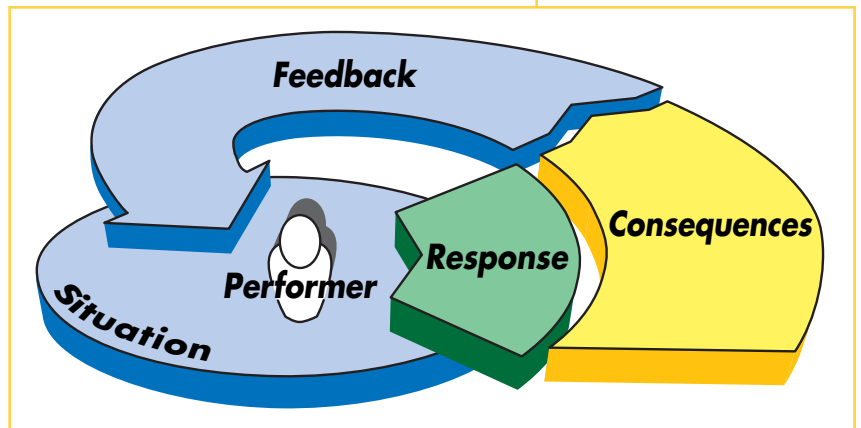 Feedback
Consequences
Response
Performer
Situation